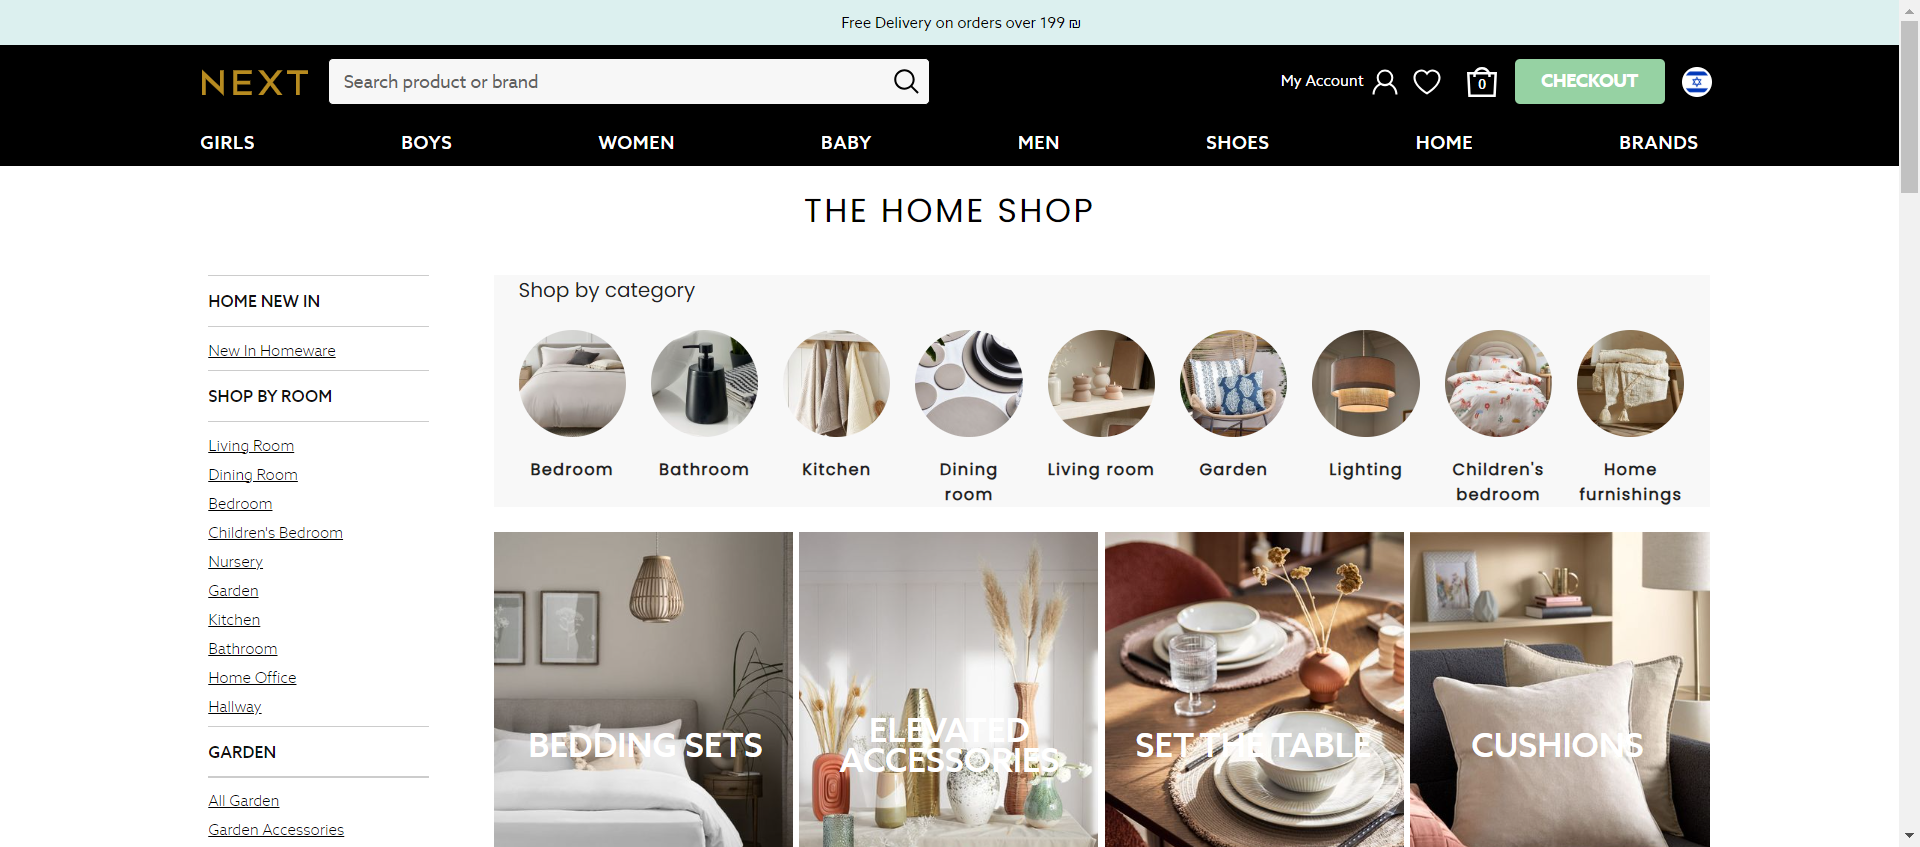 Free Delivery on orders over 199 ₪
NEXT
Search product or brand
My Account
0
CHECKOUT
GIRLS
BOYS
WOMEN
BABY
MEN
SHOES
HOME
BRANDS
THE HOME SHOP
HOME NEW IN
New In Homeware
SHOP BY ROOM
Living Room
Dining Room
Bedroom
Children's Bedroom
Nursery
Garden
Kitchen
Bathroom
Home Office
Hallway
GARDEN
All Garden
Garden Accessories
Shop by category
Bedroom
Bathroom
Kitchen
Dining
room
Living room
Garden
Lighting
Children's
bedroom
Home
furnishings
BEDDING SETS
ELEVATED
ACCESSORIES
SET THE TABLE
CUSHIONS